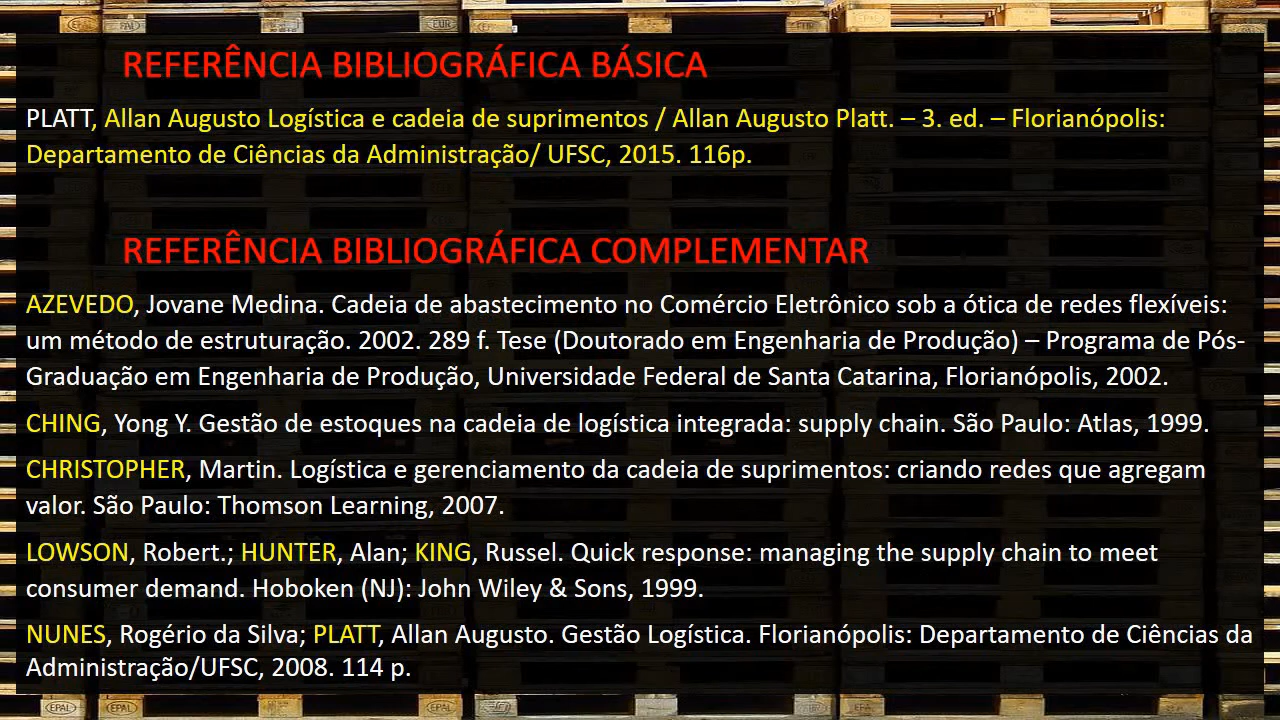 REFERÊNCIA BIBLIOGRÁFICA BÁSICA
PLATT, Allan Augusto Logística e cadeia de suprimentos / Allan Augusto Platt. – 3. ed. – Florianópolis:
Departamento de Ciências da Administração/ UFSC, 2015. 116p.
REFERÊNCIA BIBLIOGRÁFICA COMPLEMENTAR
AZEVEDO, Jovane Medina. Cadeia de abastecimento no Comércio Eletrônico sob a ótica de redes flexíveis:
um método de estruturação. 2002. 289 f. Tese (Doutorado em Engenharia de Produção) – Programa de Pós-
Graduação em Engenharia de Produção, Universidade Federal de Santa Catarina, Florianópolis, 2002.
CHING, Yong Y. Gestão de estoques na cadeia de logística integrada: supply chain. São Paulo: Atlas, 1999.
CHRISTOPHER, Martin. Logística e gerenciamento da cadeia de suprimentos: criando redes que agregam
valor. São Paulo: Thomson Learning, 2007.
LOWSON, Robert.; HUNTER, Alan; KING, Russel. Quick response: managing the supply chain to meet
consumer demand. Hoboken (NJ): John Wiley & Sons, 1999.
NUNES, Rogério da Silva; PLATT, Allan Augusto. Gestão Logística. Florianópolis: Departamento de Ciências da
Administração/UFSC, 2008. 114 p.
EPAL EPAL EPAL